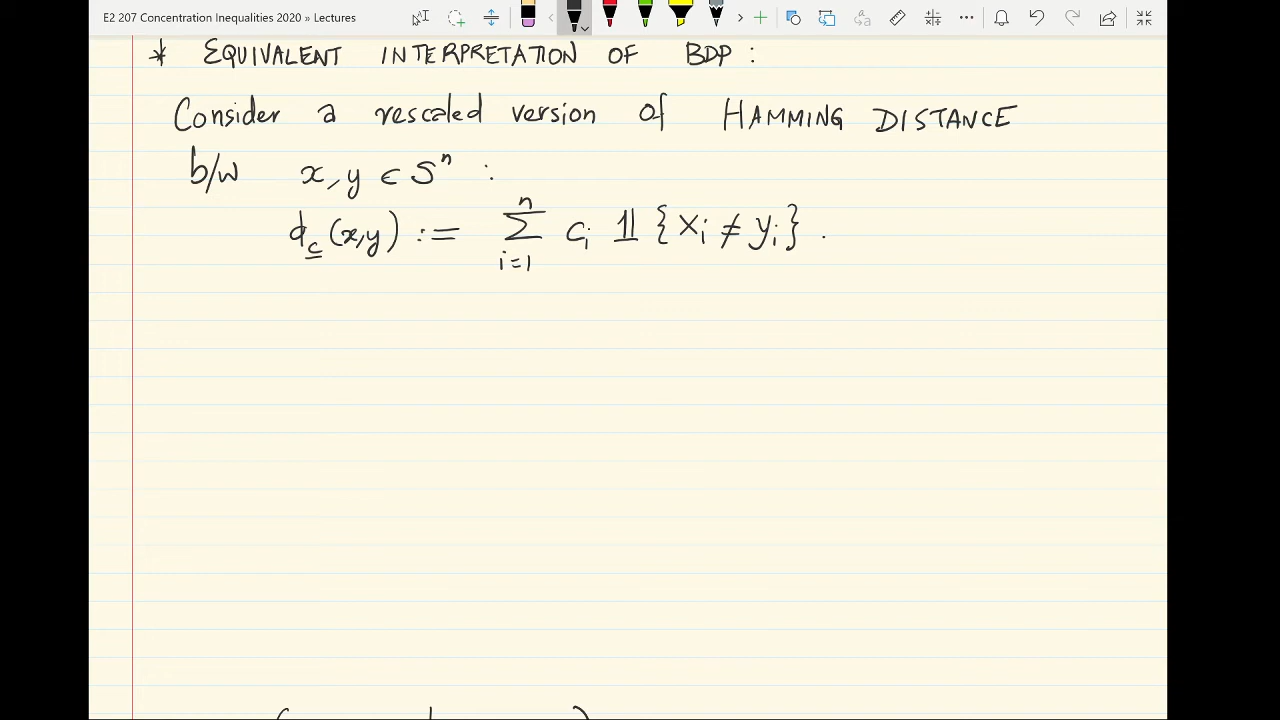 E2 207 Concentration Inequalities 2020 » Lectures
* EQUIVALENT INTERPRETATION OF BDP :
Consider a rescaled version of HAMMING DISTANCE
b/w x, y ∈ S^n :
d_c(x,y) := ∑_{i=1}^{n} c_i 𝟙 {x_i ≠ y_i} .